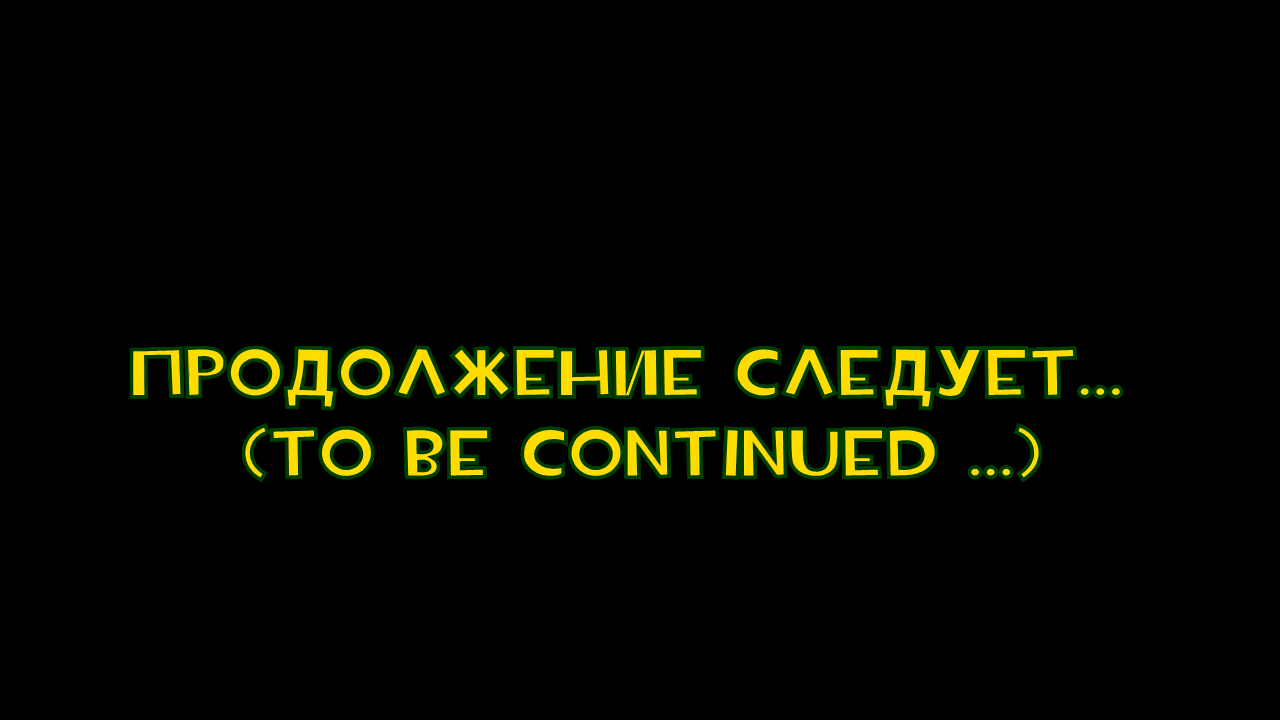 ПРОДОЛЖЕНИЕ СЛЕДУЕТ...
(TO BE CONTINUED ...)